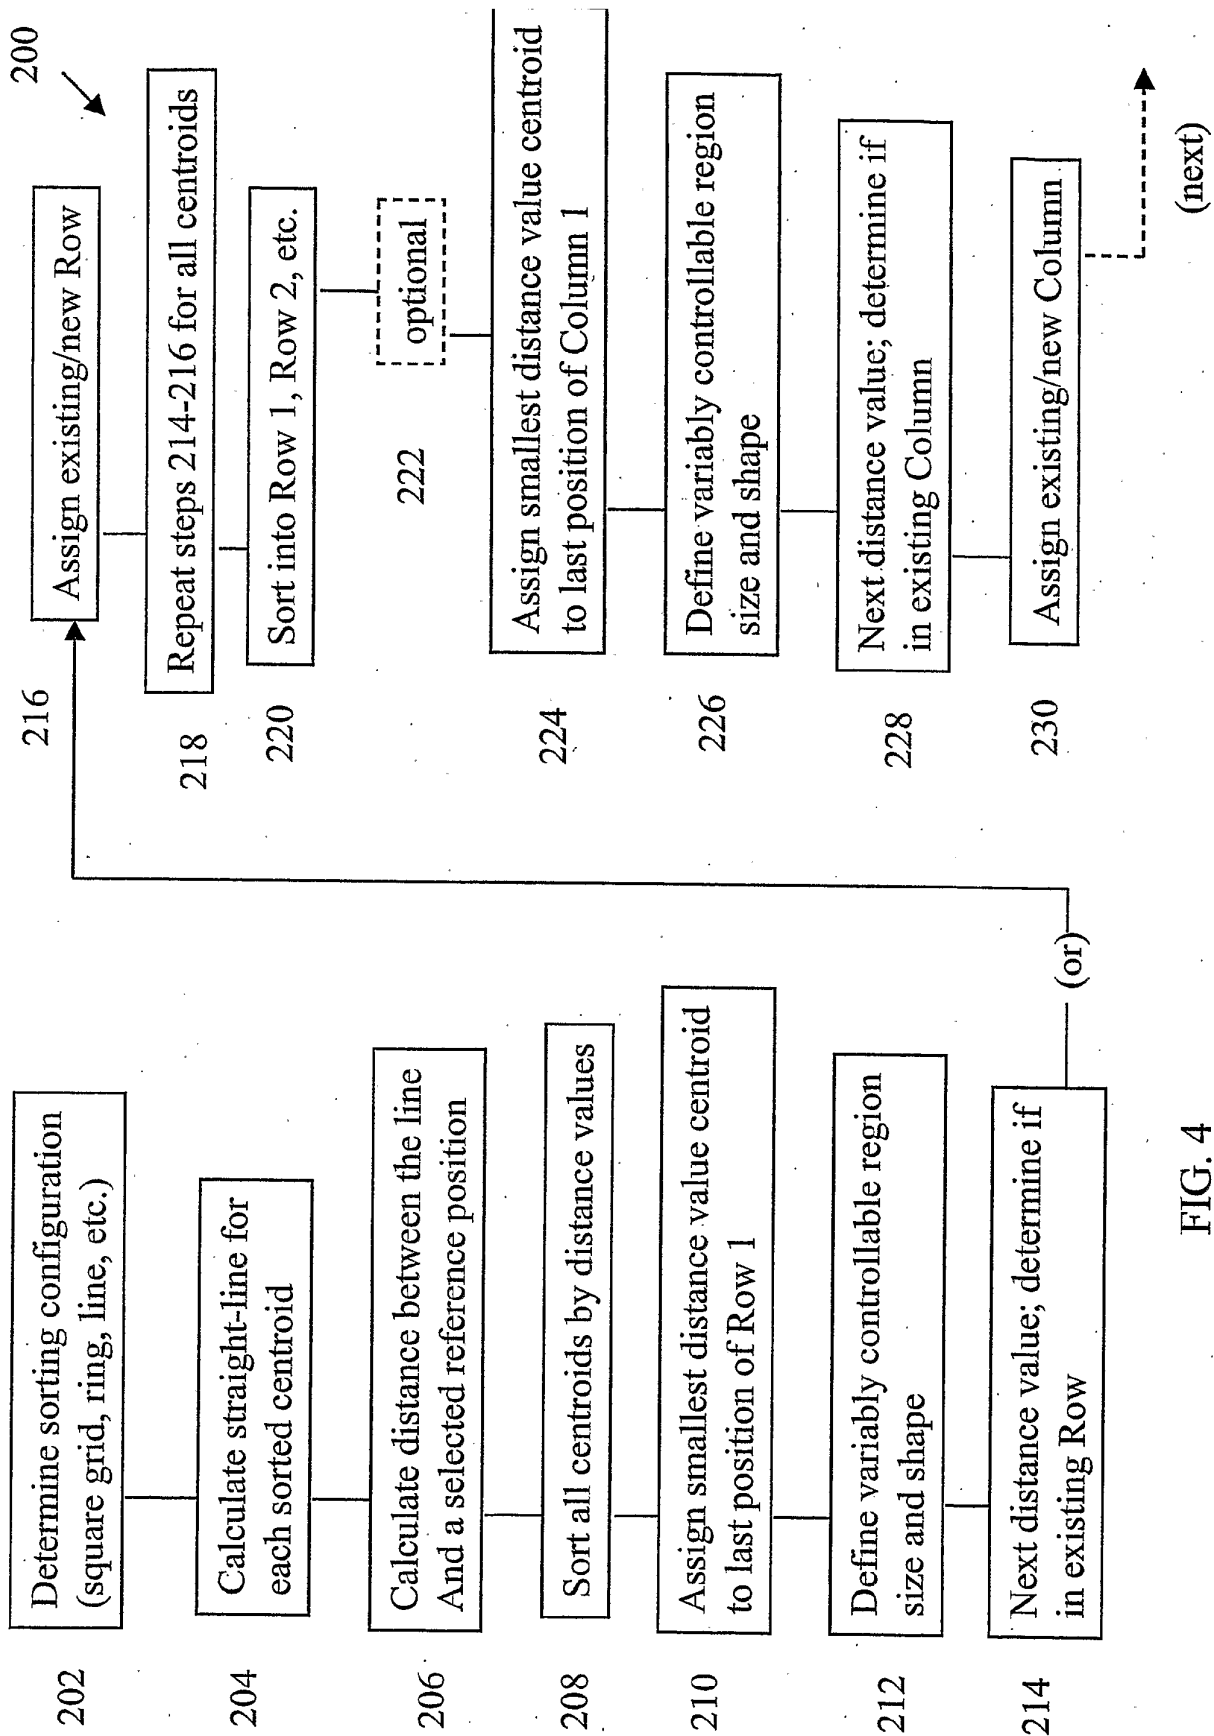 200
202
Determine sorting configuration
(square grid, ring, line, etc.)
204
Calculate straight-line for
each sorted centroid
206
Calculate distance between the line
And a selected reference position
208
Sort all centroids by distance values
210
Assign smallest distance value centroid
to last position of Row 1
212
Define variably controllable region
size and shape
214
Next distance value; determine if
in existing Row
(or)
216
Assign existing/new Row
218
Repeat steps 214-216 for all centroids
220
Sort into Row 1, Row 2, etc.
222
optional
224
Assign smallest distance value centroid
to last position of Column 1
226
Define variably controllable region
size and shape
228
Next distance value; determine if
in existing Column
230
Assign existing/new Column
(next)
FIG. 4